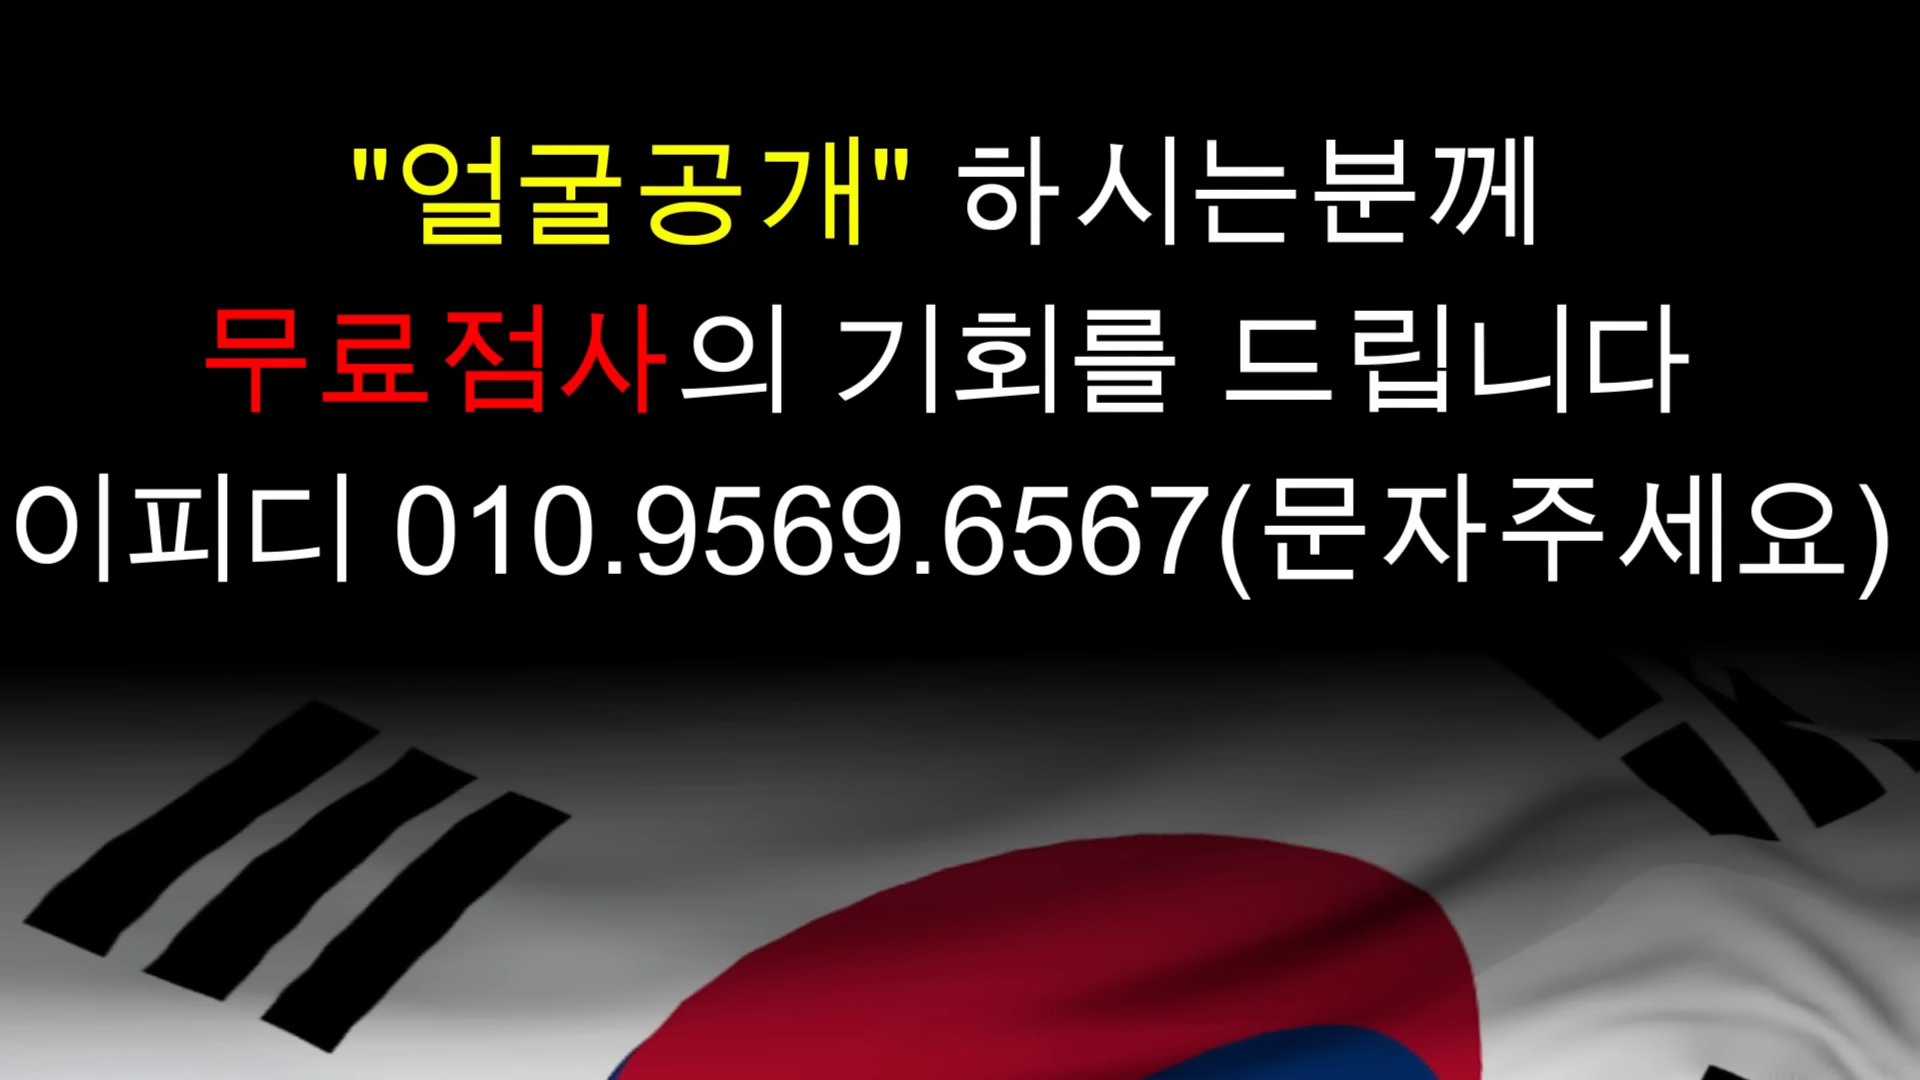 "얼굴공개" 하시는분께
무료점사의 기회를 드립니다
이피디 010.9569.6567(문자주세요)